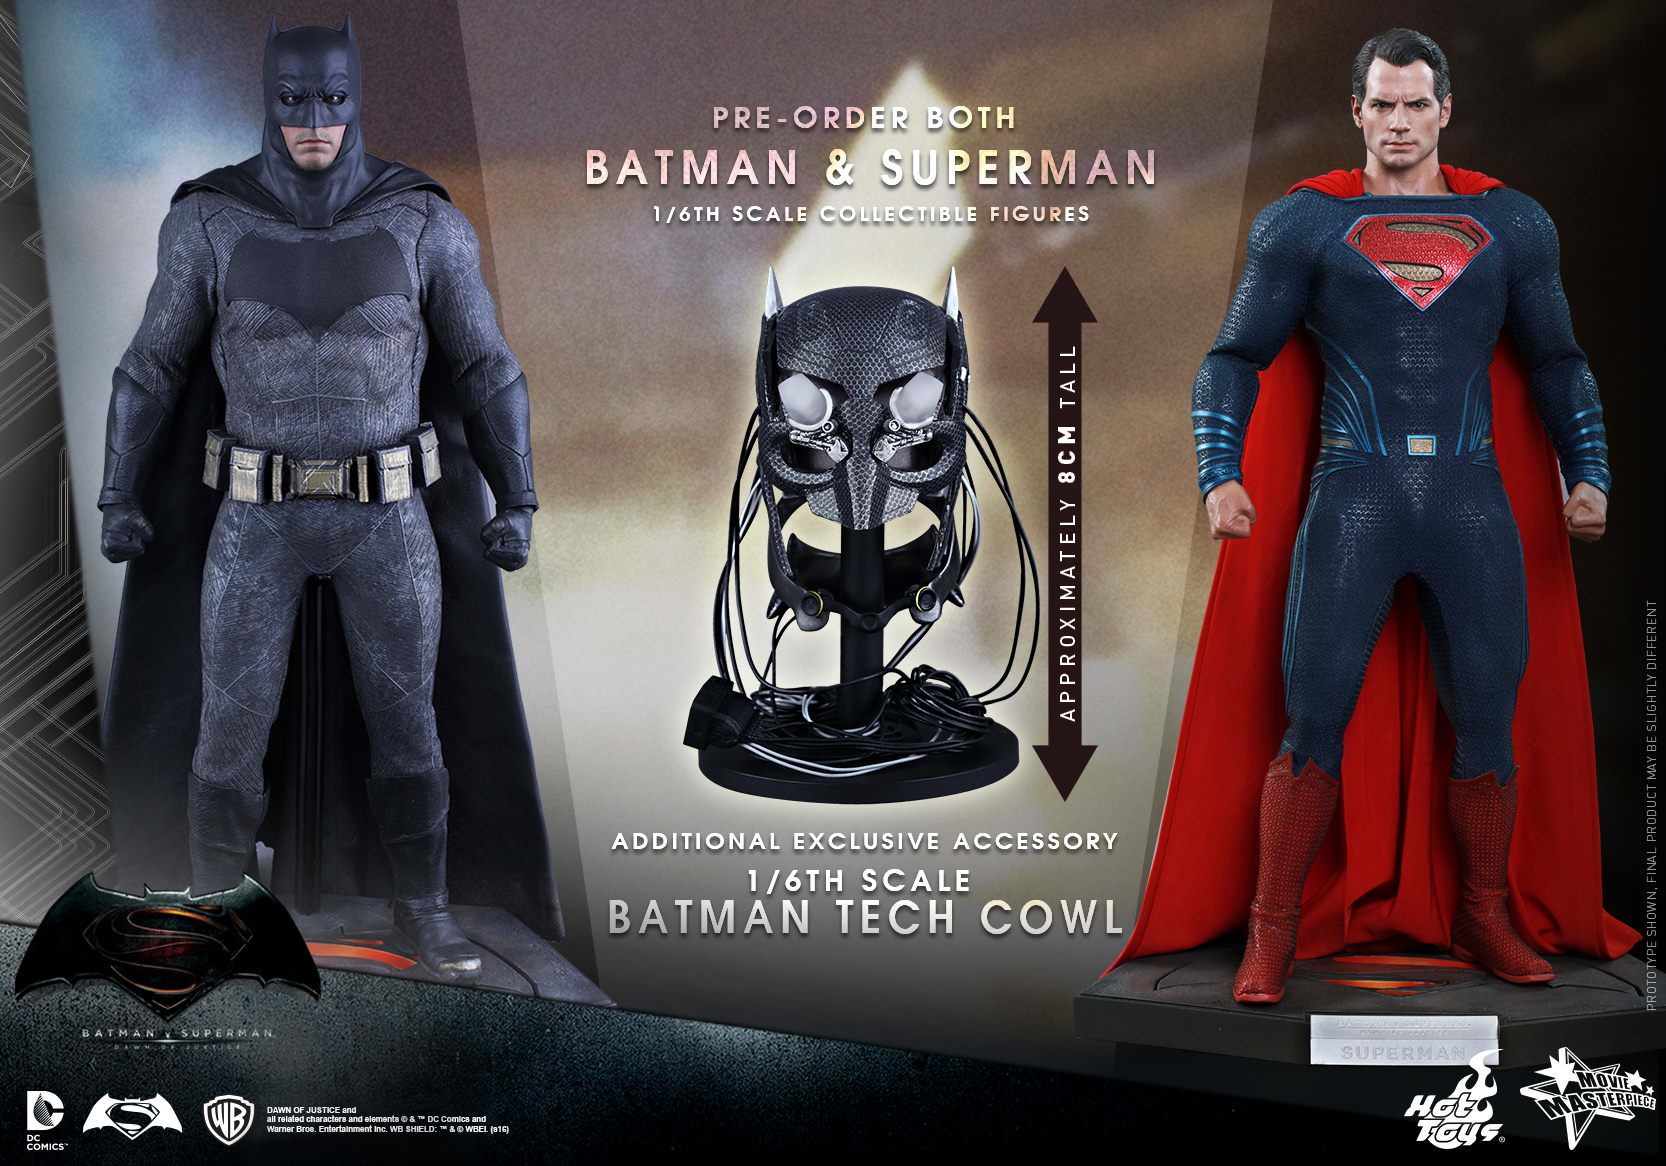 PRE-ORDER BOTH
BATMAN & SUPERMAN
1/6TH SCALE COLLECTIBLE FIGURES
APPROXIMATELY 8CM TALL
ADDITIONAL EXCLUSIVE ACCESSORY
1/6TH SCALE
BATMAN TECH COWL
BATMAN v SUPERMAN
DAWN OF JUSTICE
SUPERMAN
PROTOTYPE SHOWN, FINAL PRODUCT MAY BE SLIGHTLY DIFFERENT
DC
COMICS™
WB
DAWN OF JUSTICE and
all related characters and elements © & ™ DC Comics and
Warner Bros. Entertainment Inc. WB SHIELD: ™ & © WBEI. (s16)
Hot
Toys®
MOVIE
MASTERPIECE